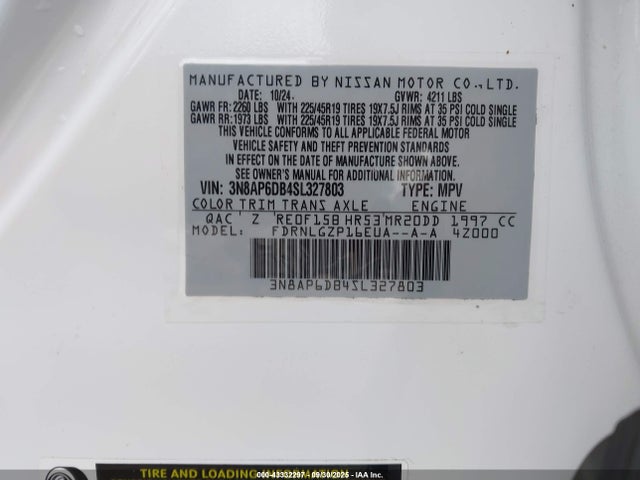 MANUFACTURED BY NISSAN MOTOR CO.,LTD.
DATE: 10/24 GVWR: 4211 LBS
GAWR FR: 2260 LBS WITH 225/45R19 TIRES 19X7.5J RIMS AT 35 PSI COLD SINGLE
GAWR RR: 1973 LBS WITH 225/45R19 TIRES 19X7.5J RIMS AT 35 PSI COLD SINGLE
THIS VEHICLE CONFORMS TO ALL APPLICABLE FEDERAL MOTOR
VEHICLE SAFETY AND THEFT PREVENTION STANDARDS IN EFFECT
ON THE DATE OF MANUFACTURE SHOWN ABOVE.
SEE OWNER'S MANUAL FOR FURTHER INFORMATION.
VIN: 3N8AP6DB4SL327803 TYPE: MPV
COLOR TRIM TRANS AXLE ENGINE
QAC Z RE0F15B HR53 MR20DD 1997 CC
MODEL: FDRNLGZP16EUA--A-A 42000
3N8AP6DB4SL327803
TIRE AND LOADING INFORMATION
000-43332297 - 09/30/2025 -